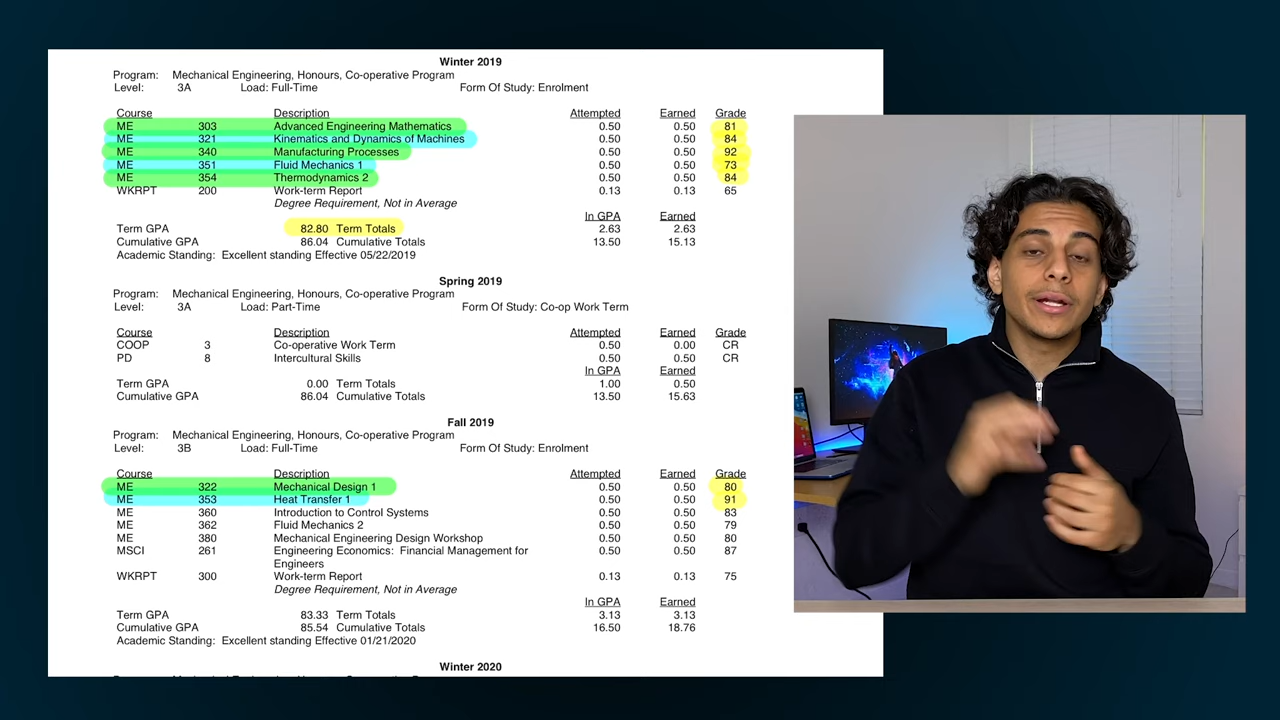 Winter 2019
Program: Mechanical Engineering, Honours, Co-operative Program
Level: 3A Load: Full-Time Form Of Study: Enrolment
Course Description Attempted Earned Grade
ME 303 Advanced Engineering Mathematics 0.50 0.50 81
ME 321 Kinematics and Dynamics of Machines 0.50 0.50 84
ME 340 Manufacturing Processes 0.50 0.50 92
ME 351 Fluid Mechanics 1 0.50 0.50 73
ME 354 Thermodynamics 2 0.50 0.50 84
WKRPT 200 Work-term Report 0.13 0.13 65
Degree Requirement, Not in Average
In GPA Earned
Term GPA 82.80 Term Totals 2.63 2.63
Cumulative GPA 86.04 Cumulative Totals 13.50 15.13
Academic Standing: Excellent standing Effective 05/22/2019
Spring 2019
Program: Mechanical Engineering, Honours, Co-operative Program
Level: 3A Load: Part-Time Form Of Study: Co-op Work Term
Course Description Attempted Earned Grade
COOP 3 Co-operative Work Term 0.50 0.00 CR
PD 8 Intercultural Skills 0.50 0.50 CR
In GPA Earned
Term GPA 0.00 Term Totals 1.00 0.50
Cumulative GPA 86.04 Cumulative Totals 13.50 15.63
Fall 2019
Program: Mechanical Engineering, Honours, Co-operative Program
Level: 3B Load: Full-Time Form Of Study: Enrolment
Course Description Attempted Earned Grade
ME 322 Mechanical Design 1 0.50 0.50 80
ME 353 Heat Transfer 1 0.50 0.50 91
ME 360 Introduction to Control Systems 0.50 0.50 83
ME 362 Fluid Mechanics 2 0.50 0.50 79
ME 380 Mechanical Engineering Design Workshop 0.50 0.50 80
MSCI 261 Engineering Economics: Financial Management for 0.50 0.50 87
Engineers
WKRPT 300 Work-term Report 0.13 0.13 75
Degree Requirement, Not in Average
In GPA Earned
Term GPA 83.33 Term Totals 3.13 3.13
Cumulative GPA 85.54 Cumulative Totals 16.50 18.76
Academic Standing: Excellent standing Effective 01/21/2020
Winter 2020